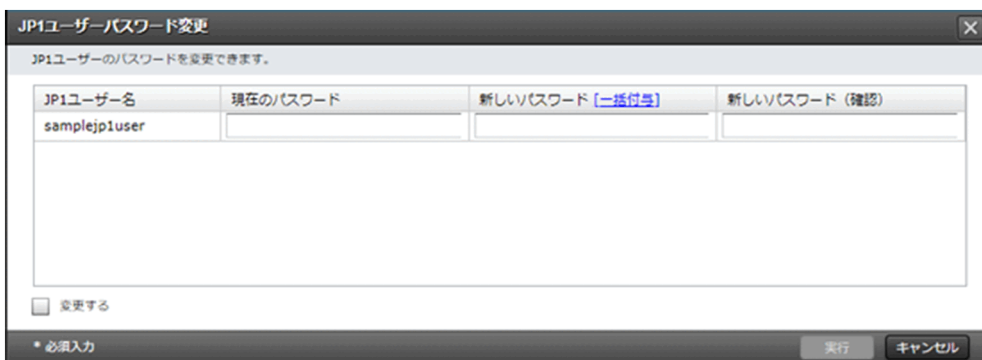 JP1ユーザーパスワード変更
JP1ユーザーのパスワードを変更できます。
JP1ユーザー名 現在のパスワード 新しいパスワード [一括付与] 新しいパスワード（確認）
samplejp1user
変更する
* 必須入力 実行 キャンセル